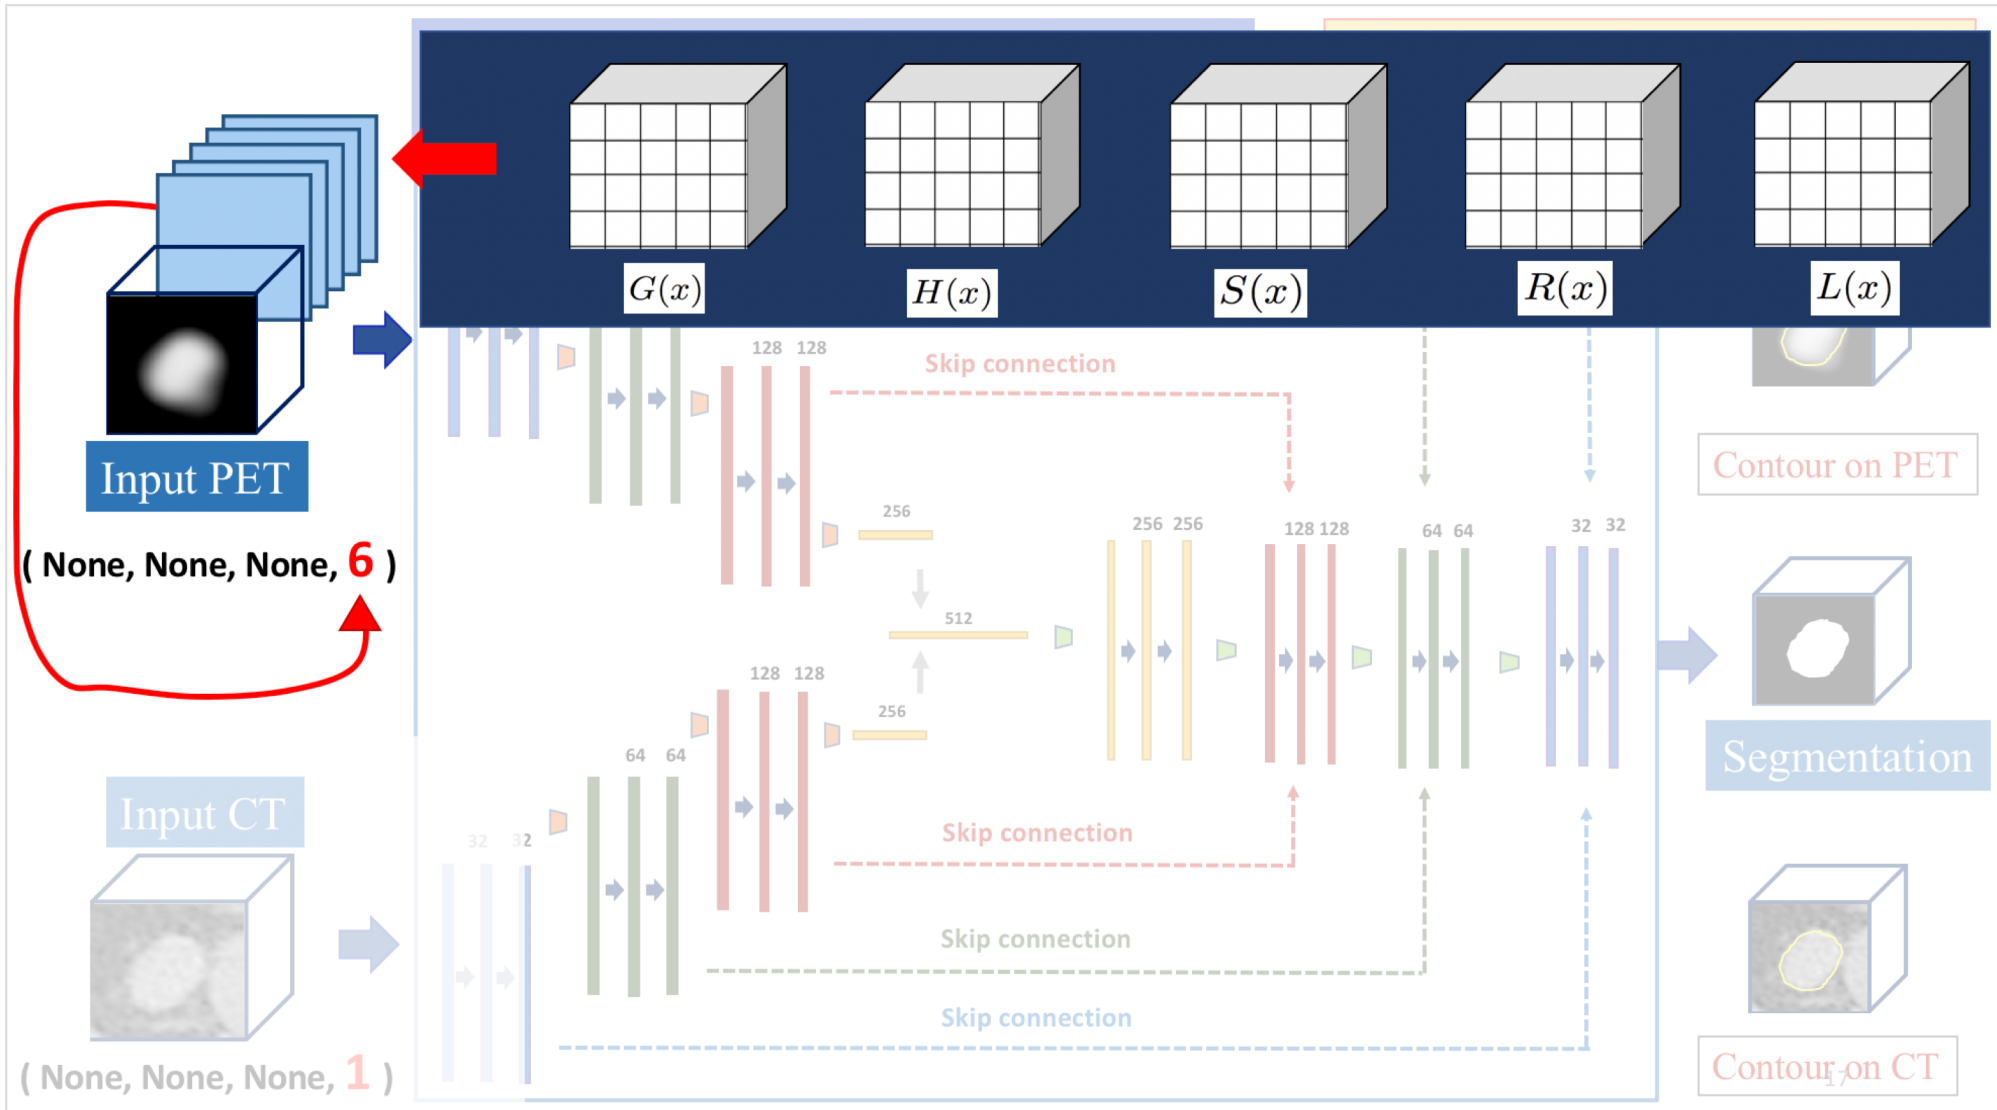 G(x) H(x) S(x) R(x) L(x)
Input PET
( None, None, None, 6 )
128 128
Skip connection
Contour on PET
256
512
256 256
128 128
64 64
32 32
128 128
256
Segmentation
64 64
Input CT
32 32
Skip connection
Skip connection
Skip connection
( None, None, None, 1 )
Contour on CT
17